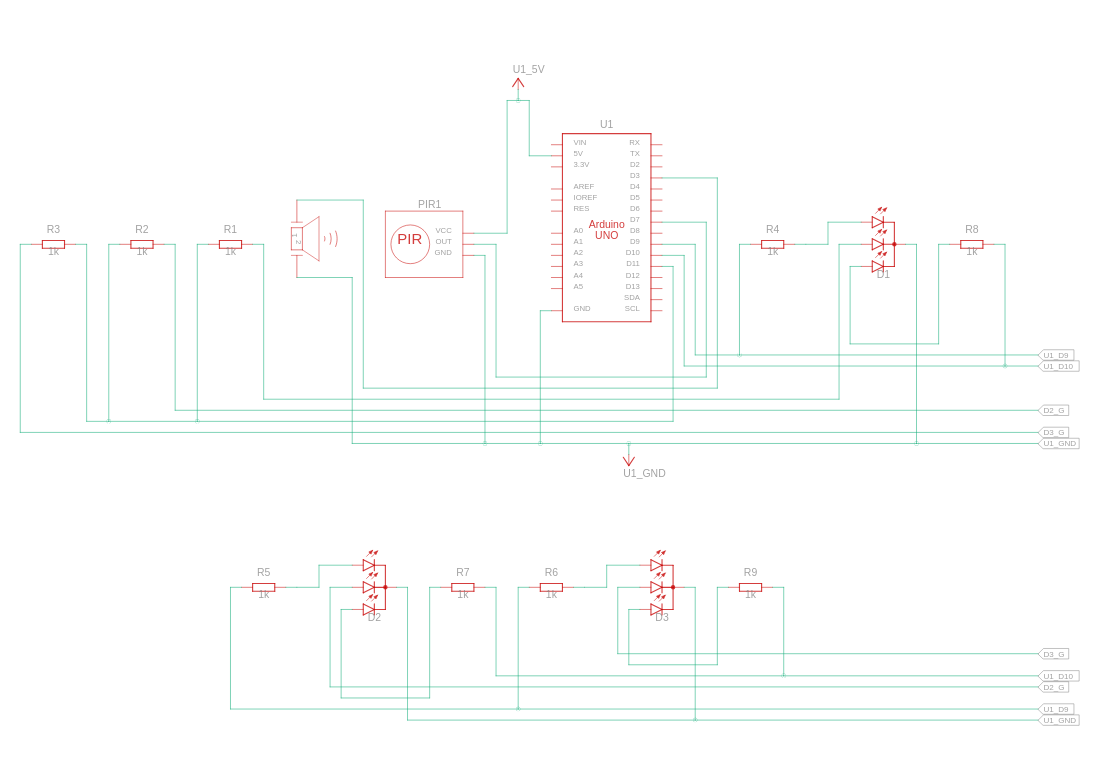 U1_5V
U1
VIN
5V
3.3V
AREF
IOREF
RES
A0
A1
A2
A3
A4
A5
GND
Arduino
UNO
RX
TX
D2
D3
D4
D5
D6
D7
D8
D9
D10
D11
D12
D13
SDA
SCL
PIR1
PIR
VCC
OUT
GND
R3
1k
R2
1k
R1
1k
1
2
R4
1k
D1
R8
1k
U1_D9
U1_D10
D2_G
D3_G
U1_GND
U1_GND
R5
1k
D2
R7
1k
R6
1k
D3
R9
1k
D3_G
U1_D10
D2_G
U1_D9
U1_GND